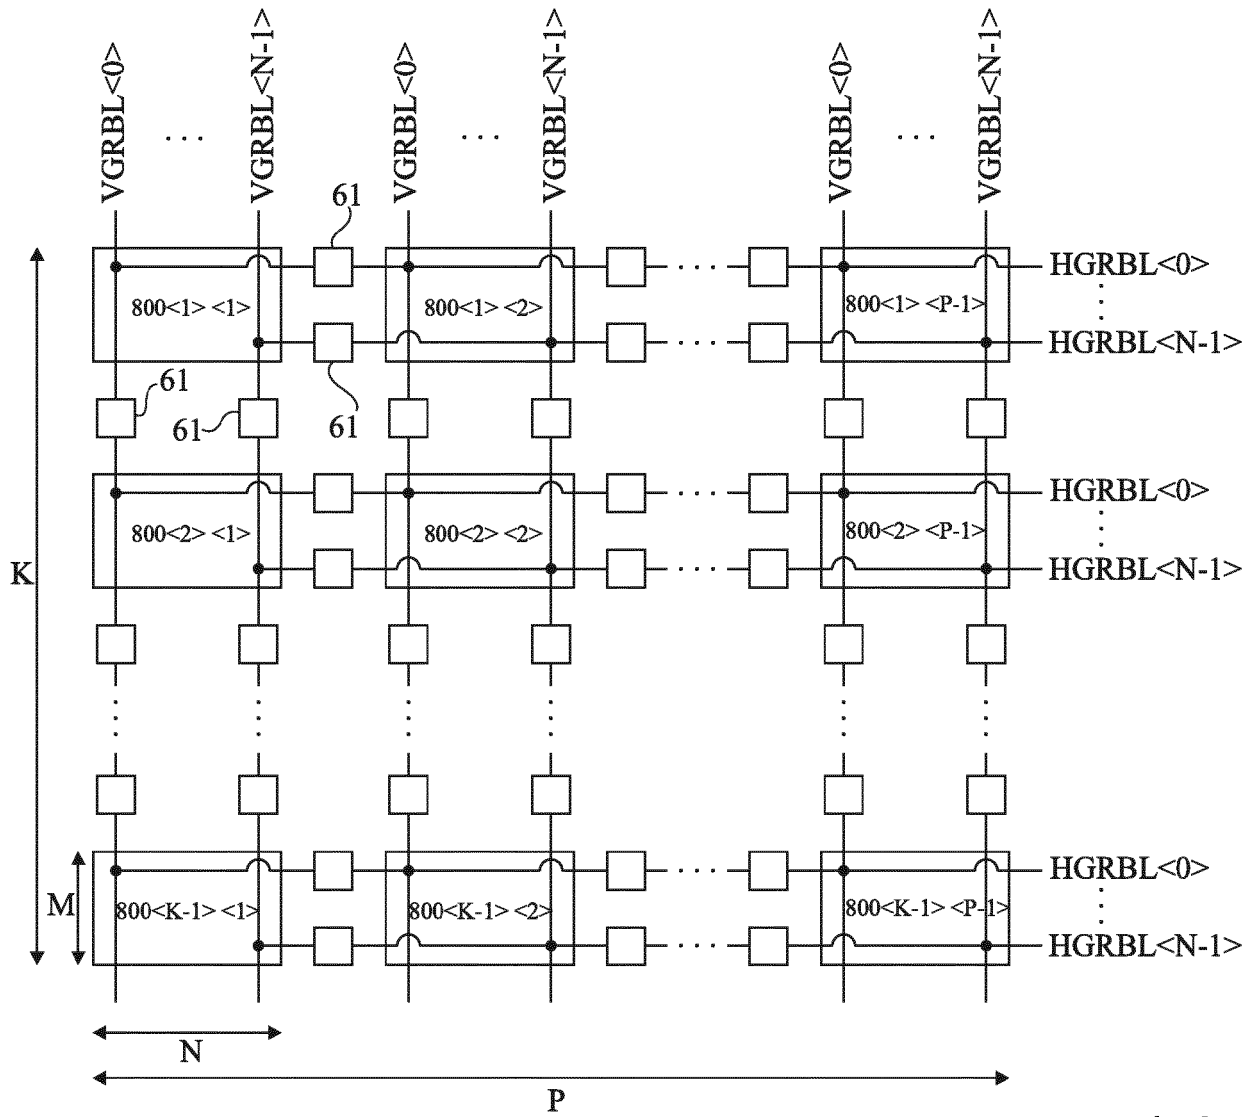 VGRBL<0>
. . .
VGRBL<N-1>
VGRBL<0>
. . .
VGRBL<N-1>
VGRBL<0>
. . .
VGRBL<N-1>
61
800<1> <1>
800<1> <2>
. . .
800<1> <P-1>
HGRBL<0>
HGRBL<N-1>
61
61
61
K
800<2> <1>
800<2> <2>
. . .
800<2> <P-1>
HGRBL<0>
HGRBL<N-1>
M
800<K-1> <1>
800<K-1> <2>
. . .
800<K-1> <P-1>
HGRBL<0>
HGRBL<N-1>
N
P